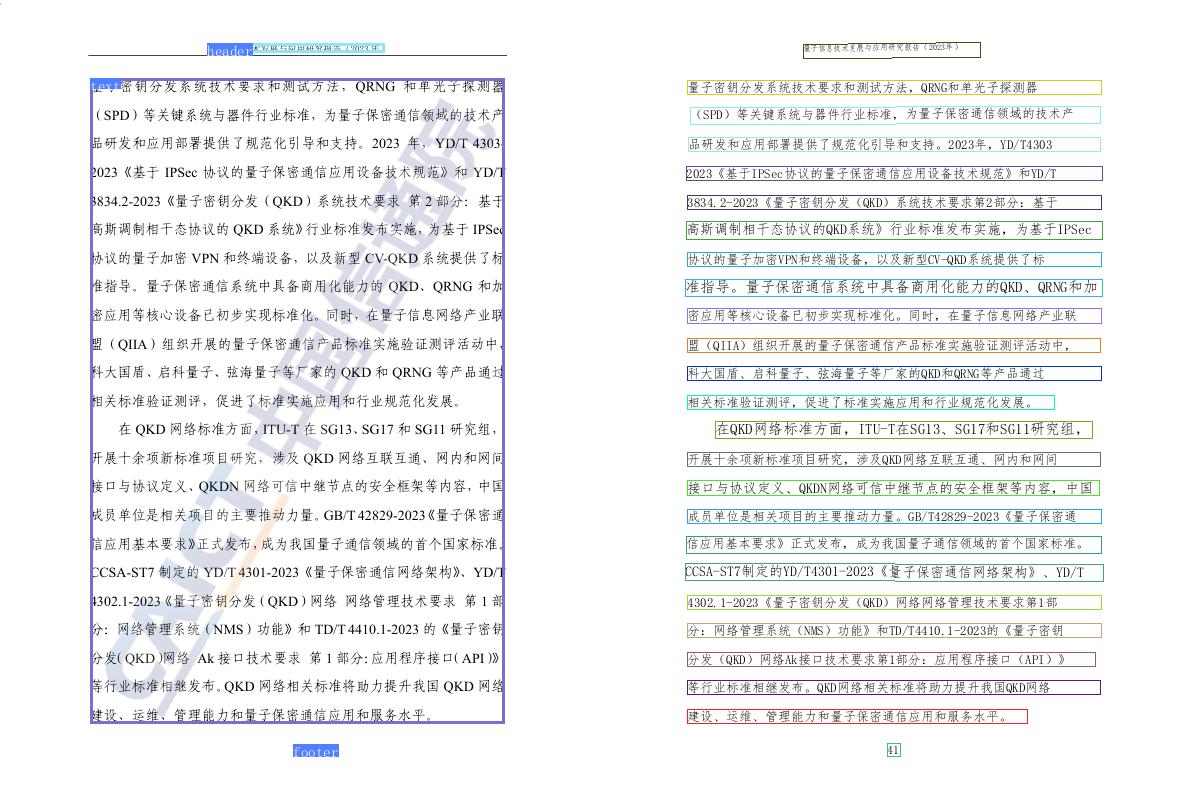 header
text 密钥分发系统技术要求和测试方法，QRNG 和单光子探测器
（SPD）等关键系统与器件行业标准，为量子保密通信领域的技术产
品研发和应用部署提供了规范化引导和支持。2023 年，YD/T 4303-
2023《基于 IPSec 协议的量子保密通信应用设备技术规范》和 YD/T
3834.2-2023《量子密钥分发（QKD）系统技术要求 第 2 部分：基于
高斯调制相干态协议的 QKD 系统》行业标准发布实施，为基于 IPSec
协议的量子加密 VPN 和终端设备，以及新型 CV-QKD 系统提供了标
准指导。量子保密通信系统中具备商用化能力的 QKD、QRNG 和加
密应用等核心设备已初步实现标准化。同时，在量子信息网络产业联
盟（QIIA）组织开展的量子保密通信产品标准实施验证测评活动中，
科大国盾、启科量子、弦海量子等厂家的 QKD 和 QRNG 等产品通过
相关标准验证测评，促进了标准实施应用和行业规范化发展。
在 QKD 网络标准方面，ITU-T 在 SG13、SG17 和 SG11 研究组，
开展十余项新标准项目研究，涉及 QKD 网络互联互通、网内和网间
接口与协议定义、QKDN 网络可信中继节点的安全框架等内容，中国
成员单位是相关项目的主要推动力量。GB/T 42829-2023《量子保密通
信应用基本要求》正式发布，成为我国量子通信领域的首个国家标准。
CCSA-ST7 制定的 YD/T 4301-2023《量子保密通信网络架构》、YD/T
4302.1-2023《量子密钥分发（QKD）网络 网络管理技术要求 第 1 部
分：网络管理系统（NMS）功能》和 TD/T 4410.1-2023 的《量子密钥
分发（QKD）网络 Ak 接口技术要求 第 1 部分：应用程序接口（API）》
等行业标准相继发布。QKD 网络相关标准将助力提升我国 QKD 网络
建设、运维、管理能力和量子保密通信应用和服务水平。
footer
CAICT 中国信通院
量子信息技术发展与应用研究报告（2023年）
量子密钥分发系统技术要求和测试方法，QRNG和单光子探测器
（SPD）等关键系统与器件行业标准，为量子保密通信领域的技术产
品研发和应用部署提供了规范化引导和支持。2023年，YD/T4303
2023《基于IPSec协议的量子保密通信应用设备技术规范》和YD/T
3834.2-2023《量子密钥分发（QKD）系统技术要求第2部分：基于
高斯调制相干态协议的QKD系统》行业标准发布实施，为基于IPSec
协议的量子加密VPN和终端设备，以及新型CV-QKD系统提供了标
准指导。量子保密通信系统中具备商用化能力的QKD、QRNG和加
密应用等核心设备已初步实现标准化。同时，在量子信息网络产业联
盟（QIIA）组织开展的量子保密通信产品标准实施验证测评活动中，
科大国盾、启科量子、弦海量子等厂家的QKD和QRNG等产品通过
相关标准验证测评，促进了标准实施应用和行业规范化发展。
在QKD网络标准方面，ITU-T在SG13、SG17和SG11研究组，
开展十余项新标准项目研究，涉及QKD网络互联互通、网内和网间
接口与协议定义、QKDN网络可信中继节点的安全框架等内容，中国
成员单位是相关项目的主要推动力量。GB/T42829-2023《量子保密通
信应用基本要求》正式发布，成为我国量子通信领域的首个国家标准。
CCSA-ST7制定的YD/T4301-2023《量子保密通信网络架构》、YD/T
4302.1-2023《量子密钥分发（QKD）网络网络管理技术要求第1部
分：网络管理系统（NMS）功能》和TD/T4410.1-2023的《量子密钥
分发（QKD）网络Ak接口技术要求第1部分：应用程序接口（API）》
等行业标准相继发布。QKD网络相关标准将助力提升我国QKD网络
建设、运维、管理能力和量子保密通信应用和服务水平。
41